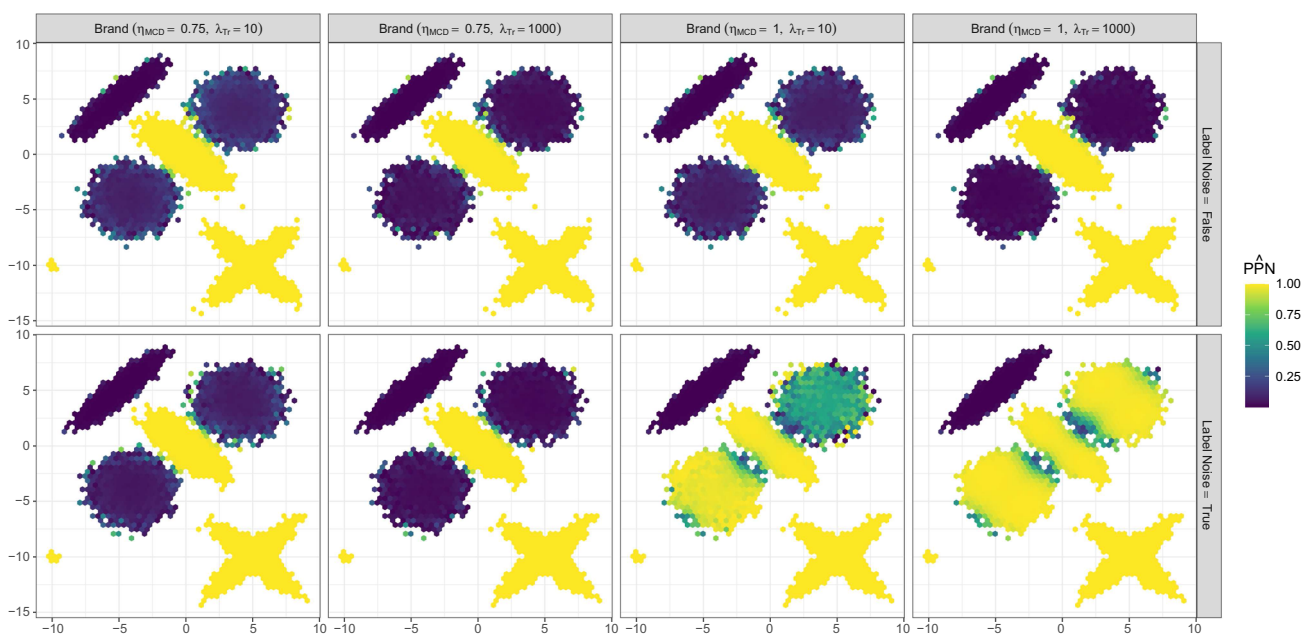 Brand (ηMCD = 0.75, λTr = 10)
Brand (ηMCD = 0.75, λTr = 1000)
Brand (ηMCD = 1, λTr = 10)
Brand (ηMCD = 1, λTr = 1000)
10
5
0
−5
−10
−15
Label Noise = False
10
5
0
−5
−10
−15
Label Noise = True
−10 −5 0 5 10
−10 −5 0 5 10
−10 −5 0 5 10
−10 −5 0 5 10
PP̂N
1.00
0.75
0.50
0.25